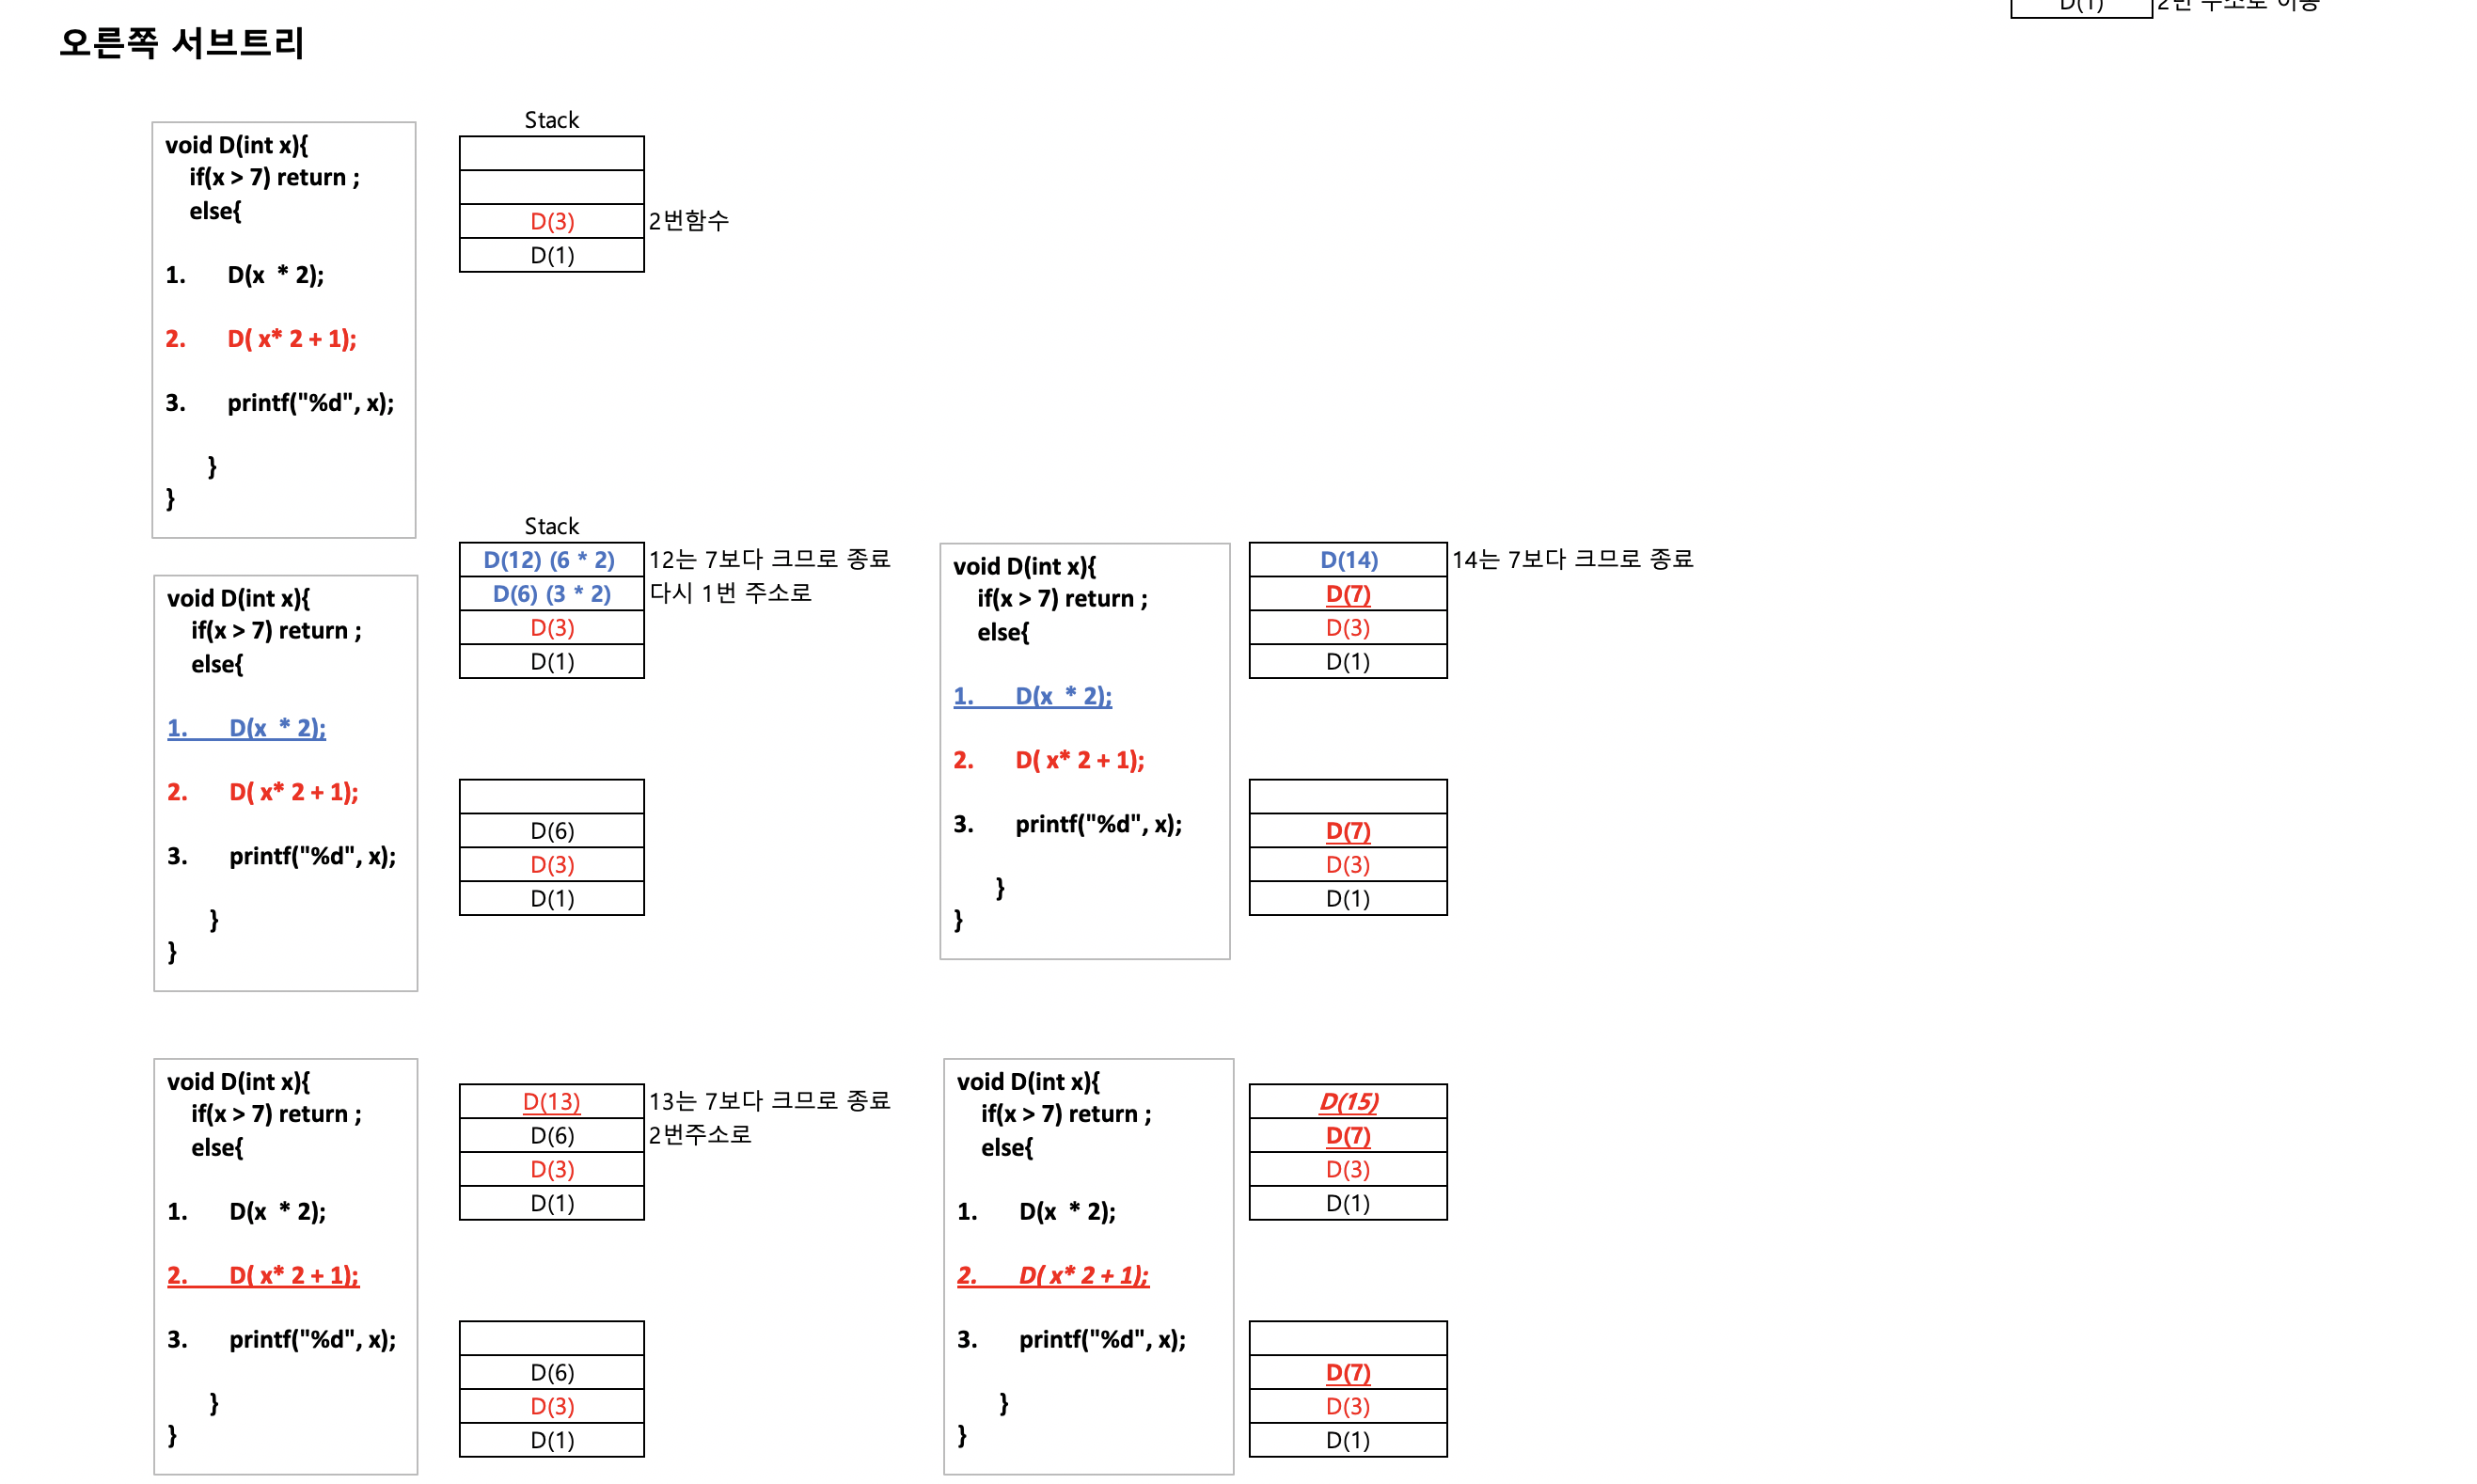 D(1) 2번 주소로 이동
오른쪽 서브트리
void D(int x){
if(x > 7) return ;
else{
1. D(x * 2);
2. D( x* 2 + 1);
3. printf("%d", x);
}
}
Stack
D(3) 2번함수
D(1)
void D(int x){
if(x > 7) return ;
else{
1. D(x * 2);
2. D( x* 2 + 1);
3. printf("%d", x);
}
}
Stack
D(12) (6 * 2) 12는 7보다 크므로 종료
D(6) (3 * 2) 다시 1번 주소로
D(3)
D(1)
D(6)
D(3)
D(1)
void D(int x){
if(x > 7) return ;
else{
1. D(x * 2);
2. D( x* 2 + 1);
3. printf("%d", x);
}
}
D(14) 14는 7보다 크므로 종료
D(7)
D(3)
D(1)
D(7)
D(3)
D(1)
void D(int x){
if(x > 7) return ;
else{
1. D(x * 2);
2. D( x* 2 + 1);
3. printf("%d", x);
}
}
D(13) 13는 7보다 크므로 종료
D(6) 2번주소로
D(3)
D(1)
D(6)
D(3)
D(1)
void D(int x){
if(x > 7) return ;
else{
1. D(x * 2);
2. D( x* 2 + 1);
3. printf("%d", x);
}
}
D(15)
D(7)
D(3)
D(1)
D(7)
D(3)
D(1)